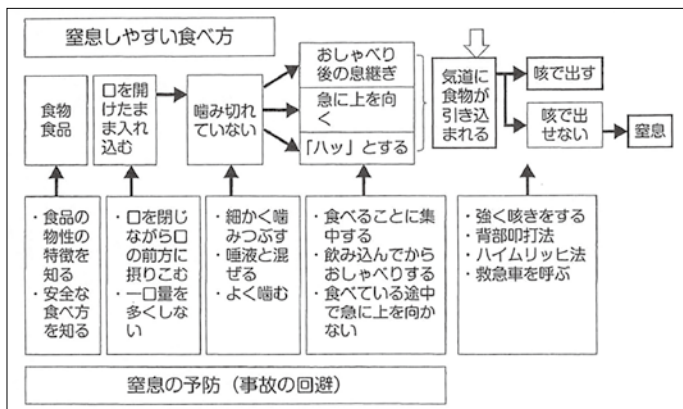 窒息しやすい食べ方
食物
食品
口を開
けたま
ま入れ
込む
噛み切れ
ていない
おしゃべり
後の息継ぎ
急に上を向
く
「ハッ」とする
気道に
食物が
引き込
まれる
咳で出す
咳で出
せない
窒息
・食品の
物性の
特徴を
知る
・安全な
食べ方
を知る
・口を閉じ
ながら口
の前方に
摂りこむ
・一口量を
多くしな
い
・細かく噛
みつぶす
・唾液と混
ぜる
・よく噛む
・食べることに集
中する
・飲み込んでから
おしゃべりする
・食べている途中
で急に上を向か
ない
・強く咳きをする
・背部叩打法
・ハイムリッヒ法
・救急車を呼ぶ
窒息の予防（事故の回避）